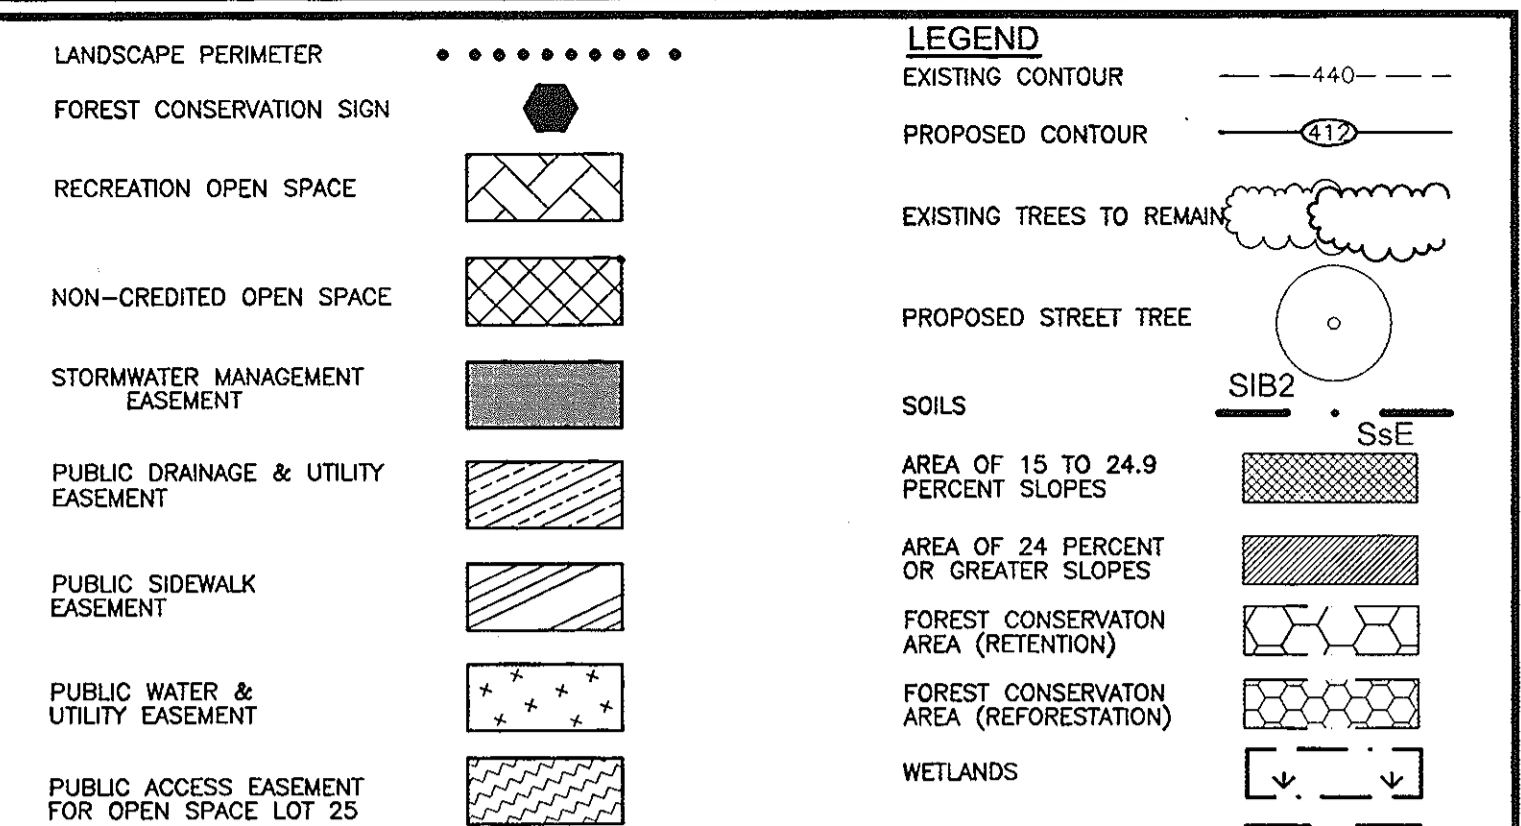 LANDSCAPE PERIMETER
FOREST CONSERVATION SIGN
RECREATION OPEN SPACE
NON-CREDITED OPEN SPACE
STORMWATER MANAGEMENT
EASEMENT
PUBLIC DRAINAGE & UTILITY
EASEMENT
PUBLIC SIDEWALK
EASEMENT
PUBLIC WATER &
UTILITY EASEMENT
PUBLIC ACCESS EASEMENT
FOR OPEN SPACE LOT 25
LEGEND
EXISTING CONTOUR
440
PROPOSED CONTOUR
412
EXISTING TREES TO REMAIN
PROPOSED STREET TREE
SOILS
SIB2
SsE
AREA OF 15 TO 24.9
PERCENT SLOPES
AREA OF 24 PERCENT
OR GREATER SLOPES
FOREST CONSERVATON
AREA (RETENTION)
FOREST CONSERVATON
AREA (REFORESTATION)
WETLANDS